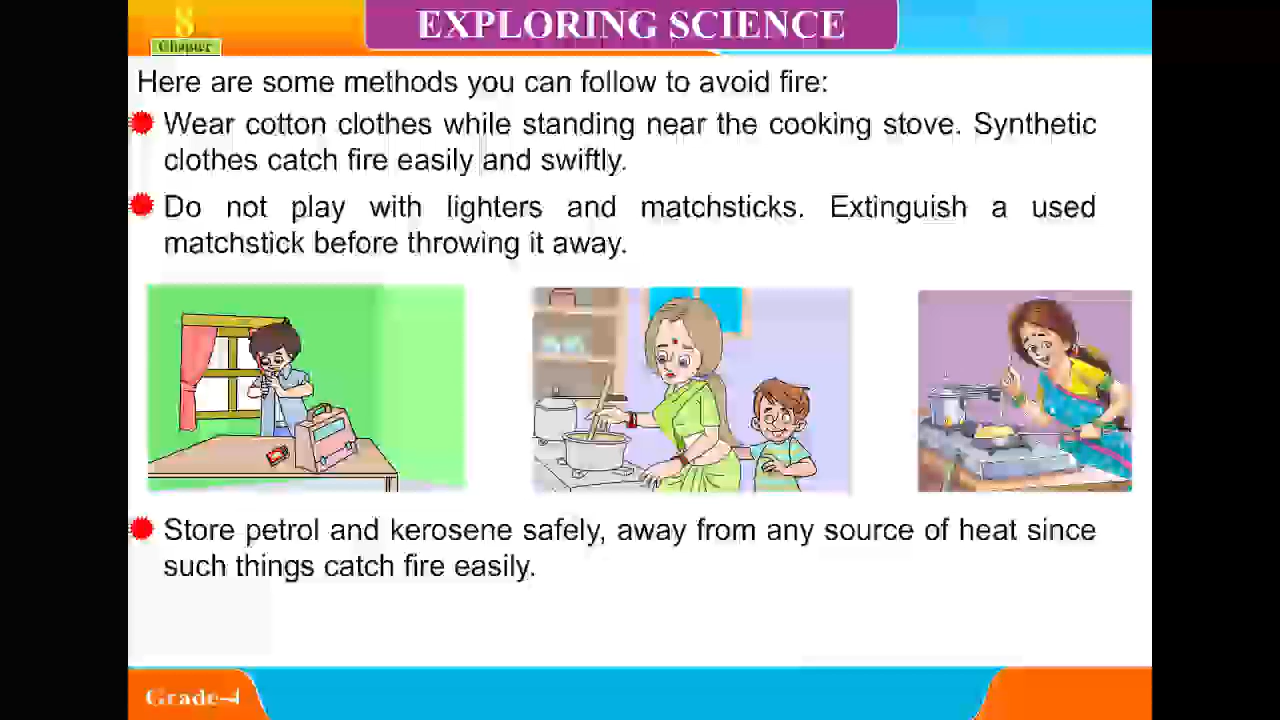 8
Chapter
EXPLORING SCIENCE
Here are some methods you can follow to avoid fire:
Wear cotton clothes while standing near the cooking stove. Synthetic
clothes catch fire easily and swiftly.
Do not play with lighters and matchsticks. Extinguish a used
matchstick before throwing it away.
Store petrol and kerosene safely, away from any source of heat since
such things catch fire easily.
Grade-4